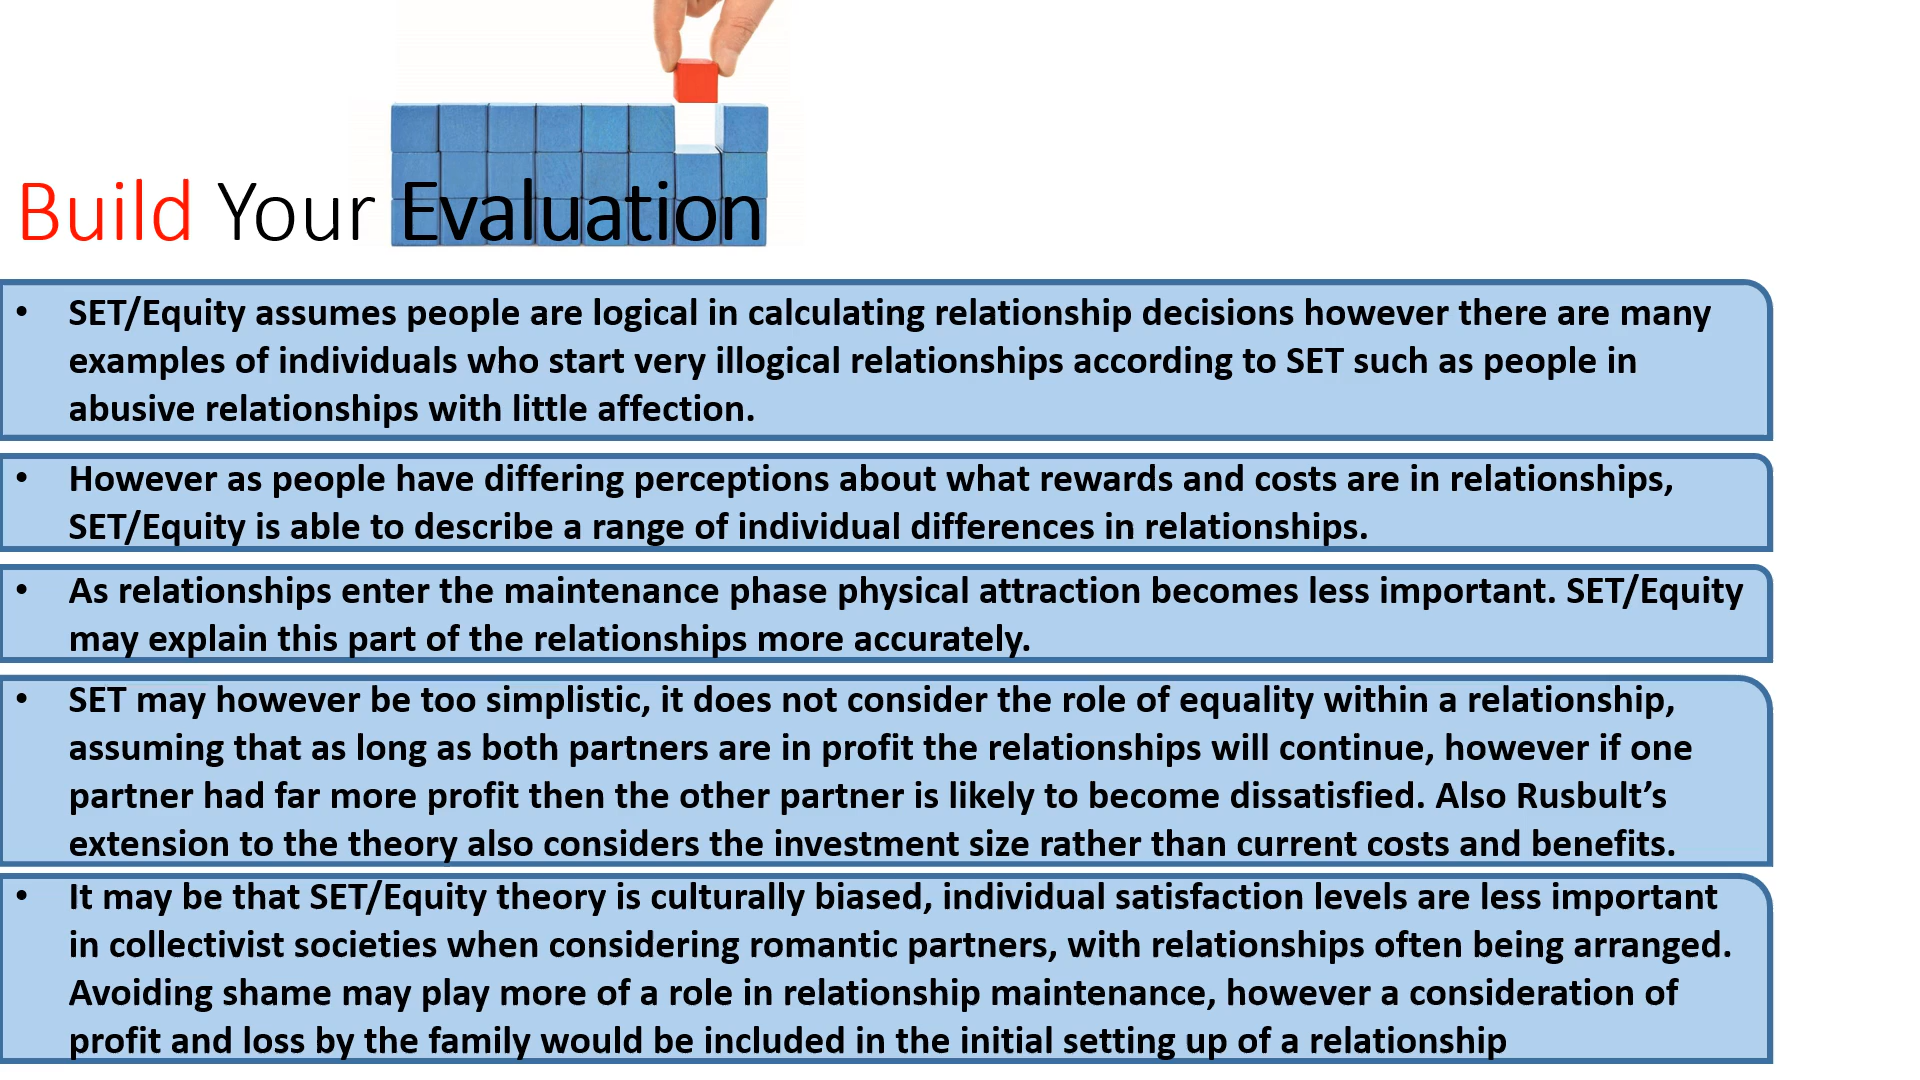 Build Your Evaluation
• SET/Equity assumes people are logical in calculating relationship decisions however there are many
examples of individuals who start very illogical relationships according to SET such as people in
abusive relationships with little affection.
• However as people have differing perceptions about what rewards and costs are in relationships,
SET/Equity is able to describe a range of individual differences in relationships.
• As relationships enter the maintenance phase physical attraction becomes less important. SET/Equity
may explain this part of the relationships more accurately.
• SET may however be too simplistic, it does not consider the role of equality within a relationship,
assuming that as long as both partners are in profit the relationships will continue, however if one
partner had far more profit then the other partner is likely to become dissatisfied. Also Rusbult’s
extension to the theory also considers the investment size rather than current costs and benefits.
• It may be that SET/Equity theory is culturally biased, individual satisfaction levels are less important
in collectivist societies when considering romantic partners, with relationships often being arranged.
Avoiding shame may play more of a role in relationship maintenance, however a consideration of
profit and loss by the family would be included in the initial setting up of a relationship